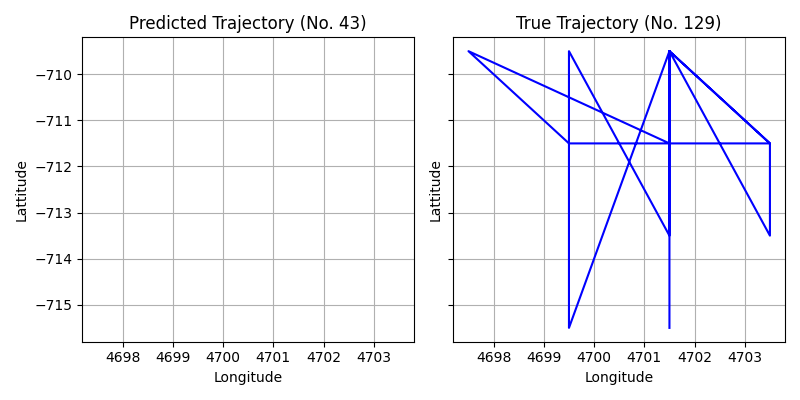 Predicted Trajectory (No. 43)
True Trajectory (No. 129)
Lattitude
−710
−711
−712
−713
−714
−715
4698 4699 4700 4701 4702 4703
Longitude
Lattitude
4698 4699 4700 4701 4702 4703
Longitude